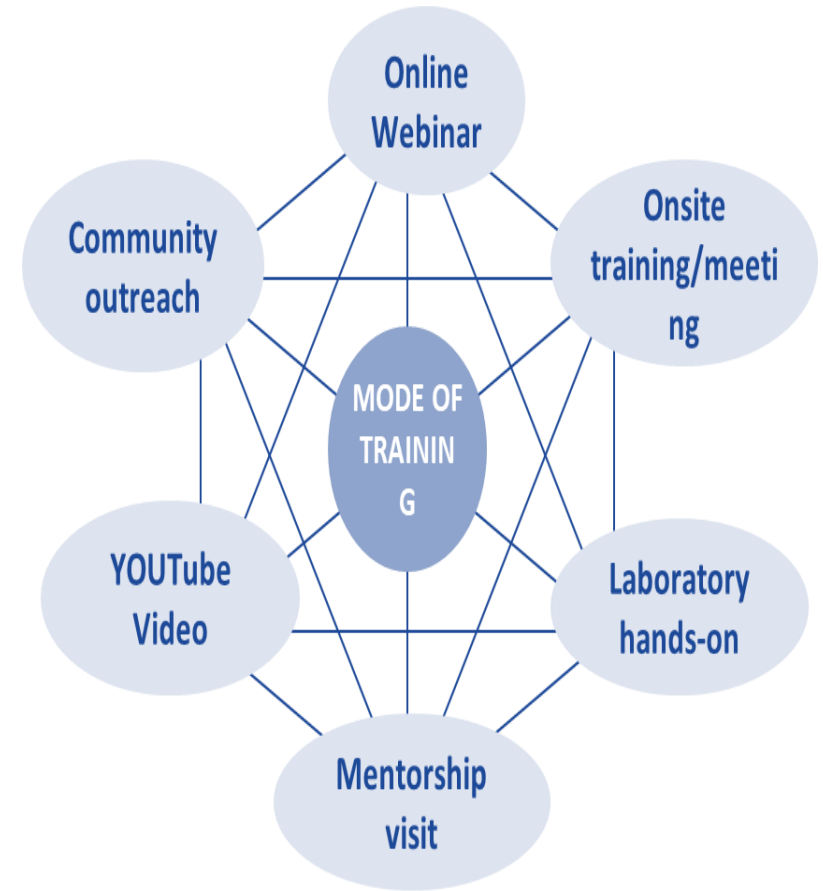 Online
Webinar
Community
outreach
Onsite
training/meeti
ng
MODE OF
TRAININ
G
YOUTube
Video
Laboratory
hands-on
Mentorship
visit